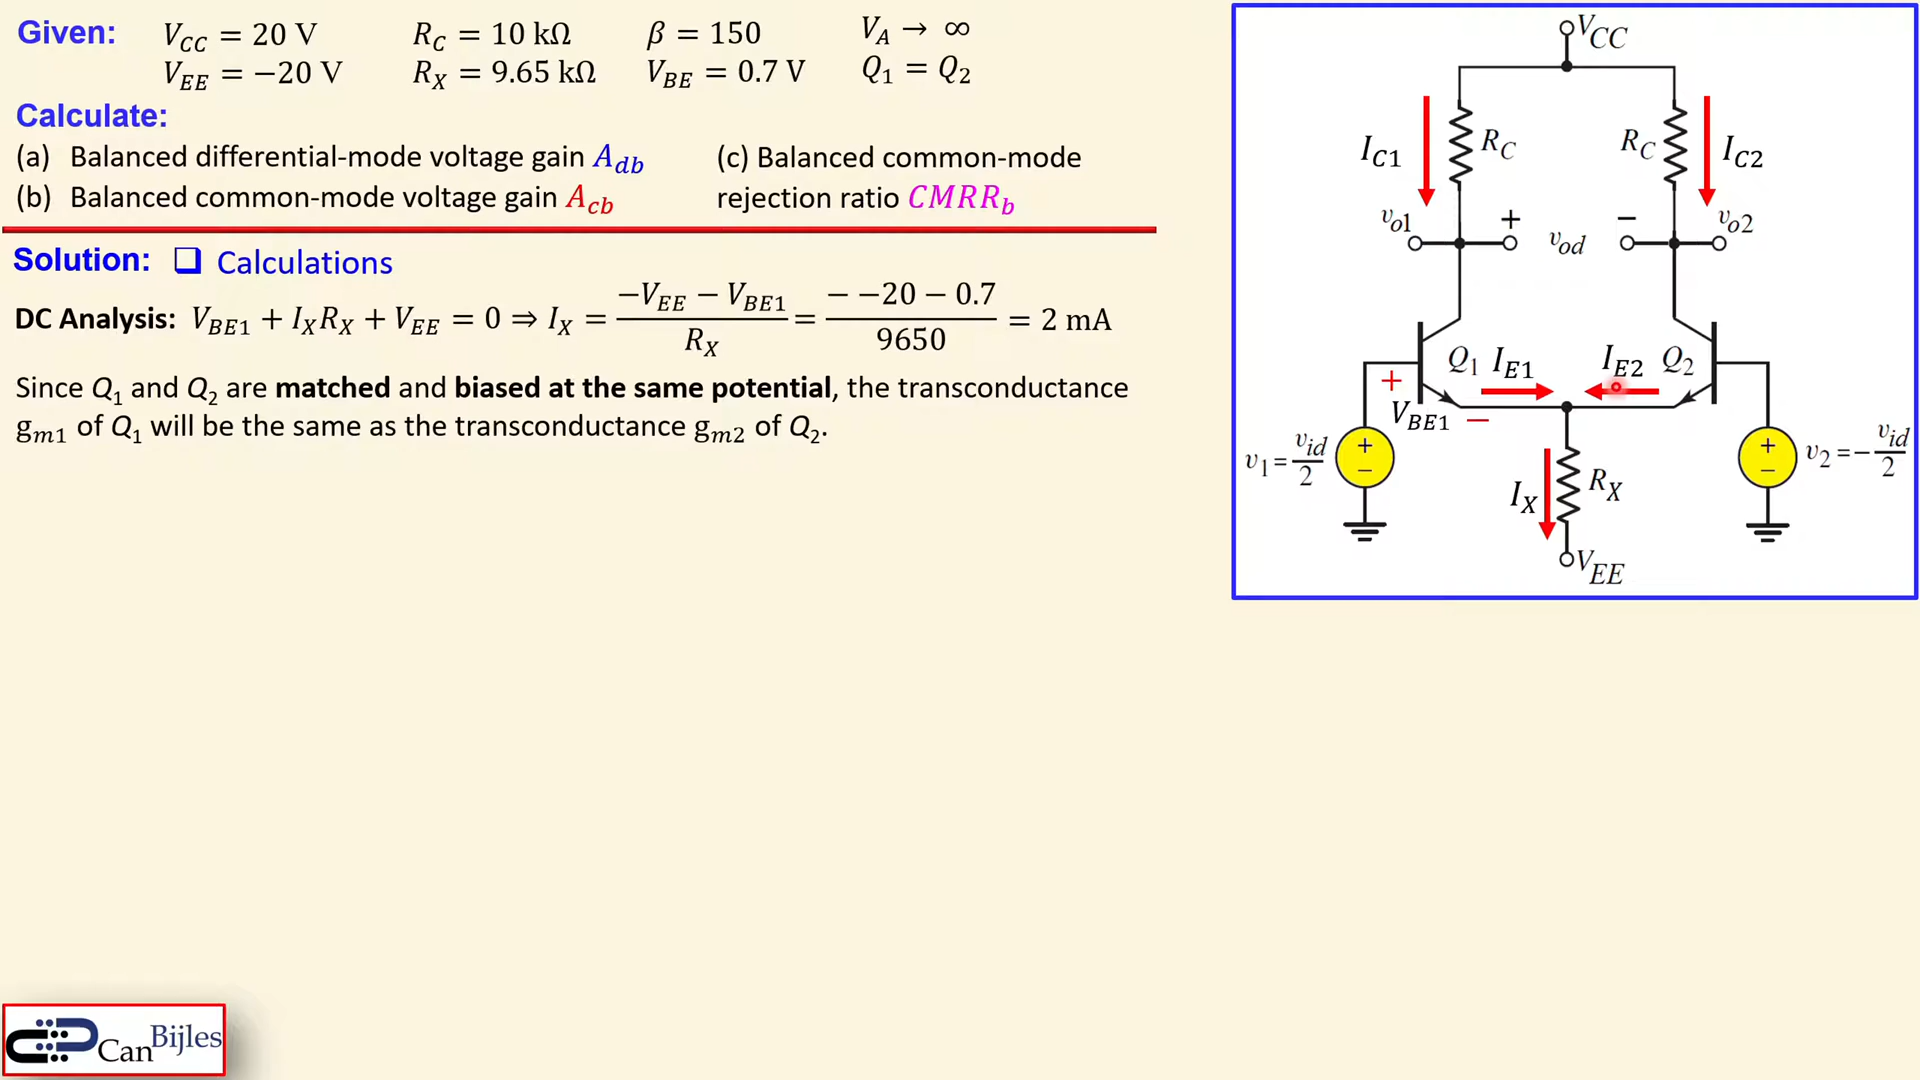 Given: V_CC = 20 V R_C = 10 kΩ β = 150 V_A → ∞
V_EE = −20 V R_X = 9.65 kΩ V_BE = 0.7 V Q_1 = Q_2
Calculate:
(a) Balanced differential-mode voltage gain A_db
(b) Balanced common-mode voltage gain A_cb
(c) Balanced common-mode
rejection ratio CMRR_b
Solution: ❑ Calculations
DC Analysis: V_BE1 + I_X R_X + V_EE = 0 ⇒ I_X = (−V_EE − V_BE1)/R_X = (− −20 − 0.7)/9650 = 2 mA
Since Q_1 and Q_2 are matched and biased at the same potential, the transconductance
g_m1 of Q_1 will be the same as the transconductance g_m2 of Q_2.
V_CC
I_C1 R_C R_C I_C2
v_o1 + v_od − v_o2
Q_1 I_E1 I_E2 Q_2
+ V_BE1 −
v_1 = v_id/2 + − + − v_2 = −v_id/2
I_X R_X
V_EE
Can Bijles